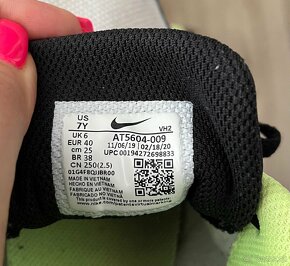 US 7Y
UK 6
EUR 40
cm 25
BR 38
CN 250(2.5)
VH2
AT5604-009
11/06/19 02/18/20
UPC 00194272698833
MADE IN VIETNAM
HECHO EN VIETNAM
FABRIQUÉ AU VIETNAM